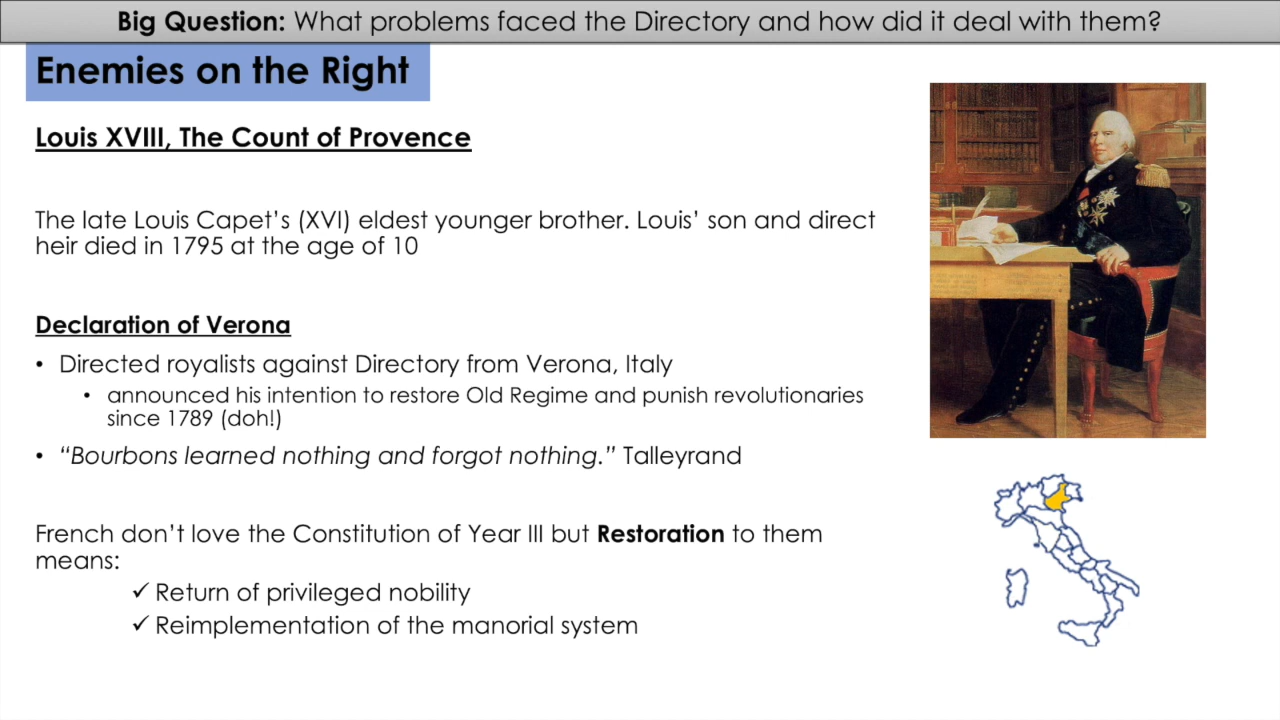 Big Question: What problems faced the Directory and how did it deal with them?
Enemies on the Right
Louis XVIII, The Count of Provence
The late Louis Capet’s (XVI) eldest younger brother. Louis’ son and direct
heir died in 1795 at the age of 10
Declaration of Verona
• Directed royalists against Directory from Verona, Italy
• announced his intention to restore Old Regime and punish revolutionaries
since 1789 (doh!)
• “Bourbons learned nothing and forgot nothing.” Talleyrand
French don’t love the Constitution of Year III but Restoration to them
means:
✓ Return of privileged nobility
✓ Reimplementation of the manorial system